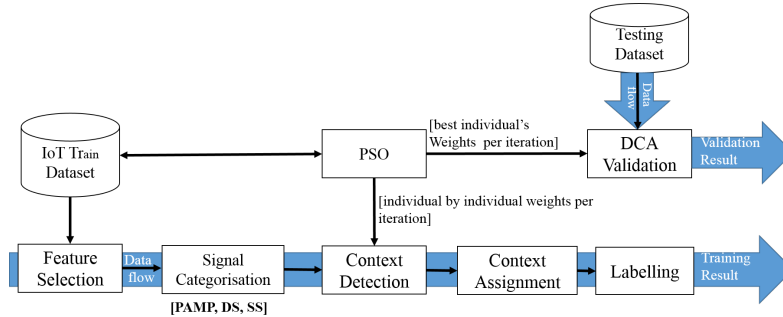 Testing
Dataset
Data
flow
[best individual's
Weights per iteration]
IoT Train
Dataset
PSO
DCA
Validation
Validation
Result
[individual by individual weights per
iteration]
Feature
Selection
Data
flow
Signal
Categorisation
Context
Detection
Context
Assignment
Labelling
Training
Result
[PAMP, DS, SS]